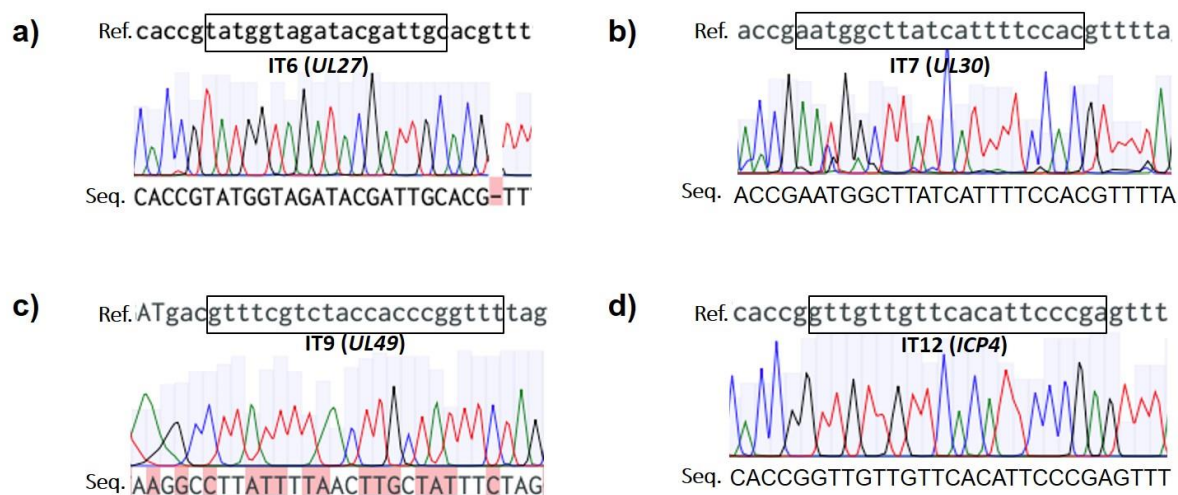 a)
Ref. caccgtatggtagatacgattgcacgttt
IT6 (UL27)
Seq. CACCGTATGGTAGATACGATTGCACG-TTT
b)
Ref. accgaatggcttatcattttccacgtttta
IT7 (UL30)
Seq. ACCGAATGGCTTATCATTTTCCACGTTTTA
c)
Ref. ATgacgtttcgtctaccacccggttttag
IT9 (UL49)
Seq. AAGGCCTTATTTTAACTTGCTATTTCTAG
d)
Ref. caccggttgttgttcacattcccgagttt
IT12 (ICP4)
Seq. CACCGGTTGTTGTTCACATTCCCGAGTTT